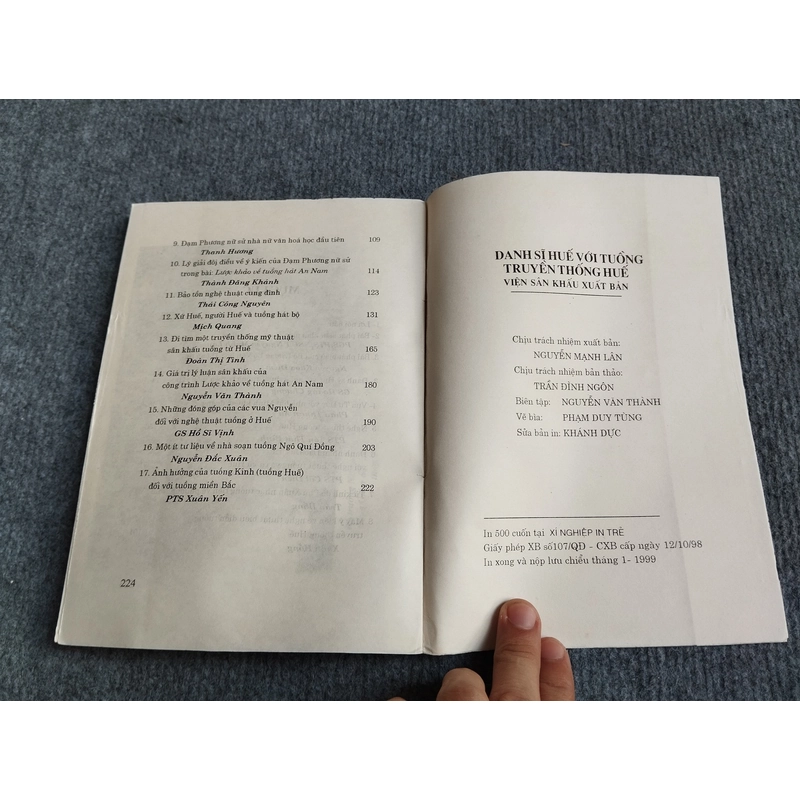 9. Đạm Phương nữ sử nhà nữ văn hoá học đầu tiên 109
Thanh Hương
10. Lý giải đôi điều về ý kiến của Đạm Phương nữ sử
trong bài: Lược khảo về tuồng hát An Nam 114
Thành Đăng Khánh
11. Bảo tồn nghệ thuật cung đình 123
Thái Công Nguyên
12. Xứ Huế, người Huế và tuồng hát bộ 131
Mịch Quang
13. Đi tìm một truyền thống mỹ thuật
sân khấu tuồng từ Huế 165
Đoàn Thị Tình
14. Giá trị lý luận sân khấu của
công trình Lược khảo về tuồng hát An Nam 180
Nguyễn Văn Thành
15. Những đóng góp của các vua Nguyễn
đối với nghệ thuật tuồng ở Huế 190
GS Hồ Sĩ Vịnh
16. Một ít tư liệu về nhà soạn tuồng Ngô Quí Đồng 203
Nguyễn Đắc Xuân
17. Ảnh hưởng của tuồng Kinh (tuồng Huế)
đối với tuồng miền Bắc 222
PTS Xuân Yến
224
DANH SĨ HUẾ VỚI TUỒNG
TRUYỀN THỐNG HUẾ
VIỆN SÂN KHẤU XUẤT BẢN
Chịu trách nhiệm xuất bản:
NGUYỄN MẠNH LÂN
Chịu trách nhiệm bản thảo:
TRẦN ĐÌNH NGÔN
Biên tập: NGUYỄN VĂN THÀNH
Vẽ bìa: PHẠM DUY TÙNG
Sửa bản in: KHÁNH DỰC
In 500 cuốn tại XÍ NGHIỆP IN TRẺ
Giấy phép XB số107/QĐ - CXB cấp ngày 12/10/98
In xong và nộp lưu chiểu tháng 1- 1999